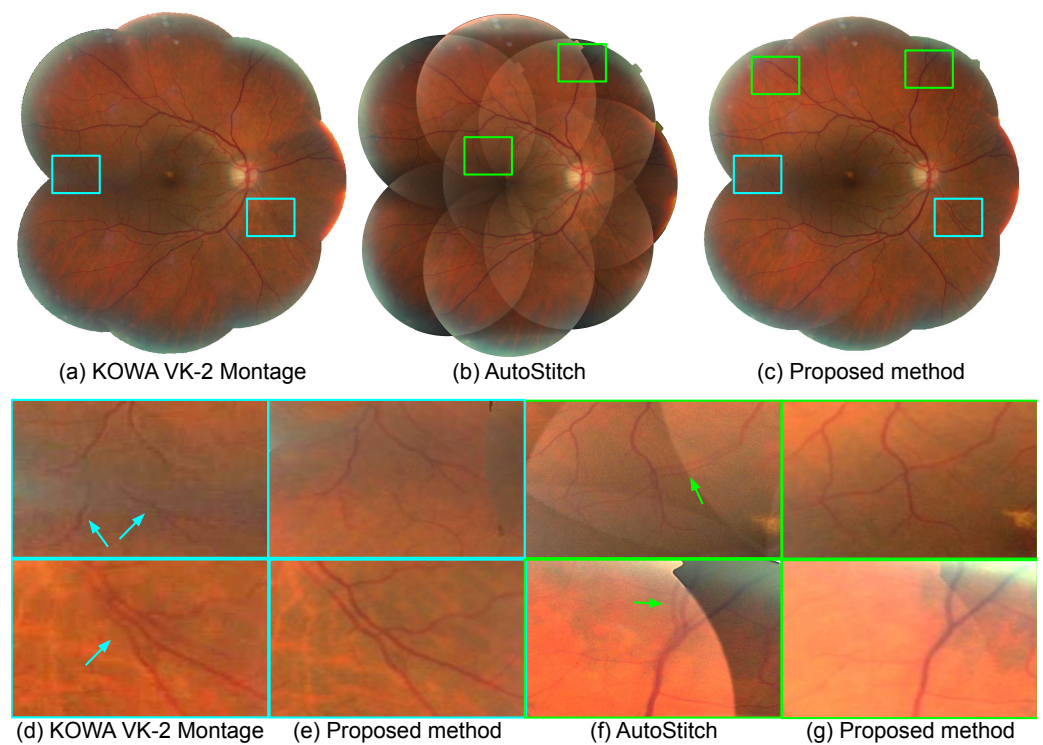 (a) KOWA VK-2 Montage
(b) AutoStitch
(c) Proposed method
(d) KOWA VK-2 Montage
(e) Proposed method
(f) AutoStitch
(g) Proposed method